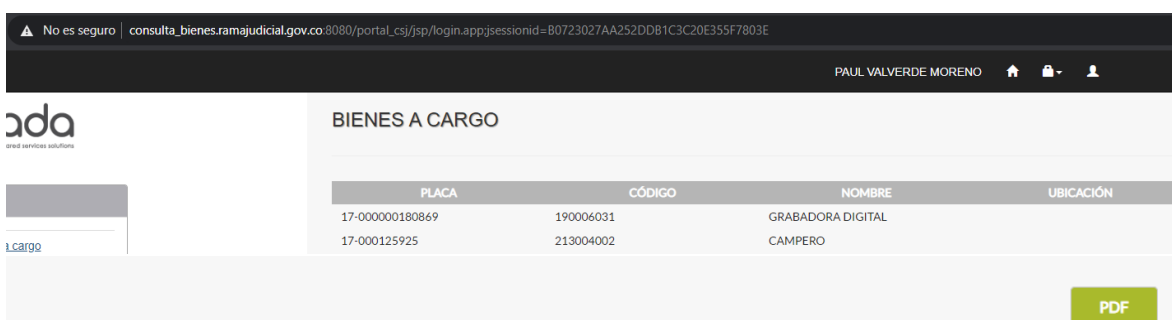 No es seguro consulta_bienes.ramajudicial.gov.co:8080/portal_csj/jsp/login.app;jsessionid=B0723027AA252DDB1C3C20E355F7803E
PAUL VALVERDE MORENO
ada
ared services solutions
BIENES A CARGO
PLACA CÓDIGO NOMBRE UBICACIÓN
17-000000180869 190006031 GRABADORA DIGITAL
17-000125925 213004002 CAMPERO
a cargo
PDF